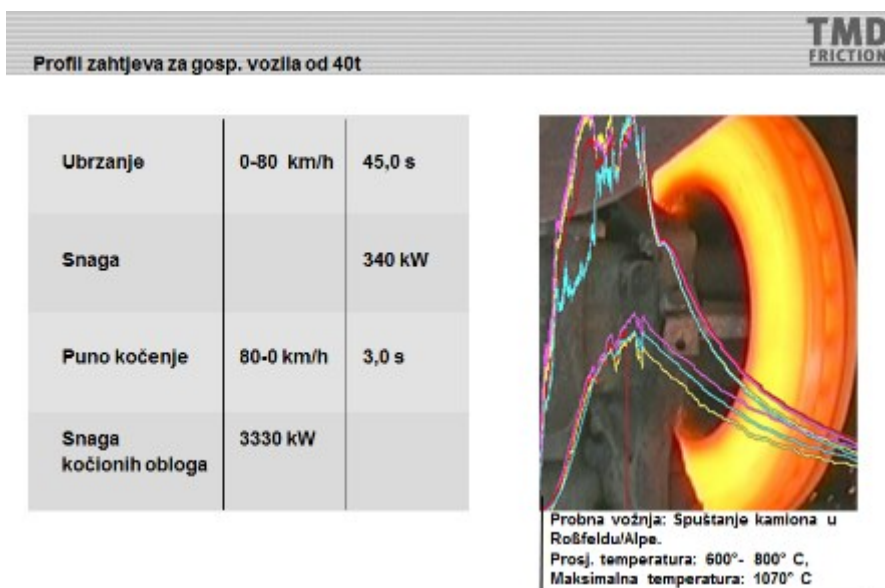 TMD
FRICTION
Profil zahtjeva za gosp. vozila od 40t
Ubrzanje 0-80 km/h 45,0 s
Snaga 340 kW
Puno kočenje 80-0 km/h 3,0 s
Snaga 3330 kW
kočionih obloga
Probna vožnja: Spuštanje kamiona u
Roßfeldu/Alpe.
Prosj. temperatura: 600°- 800° C,
Maksimalna temperatura: 1070° C